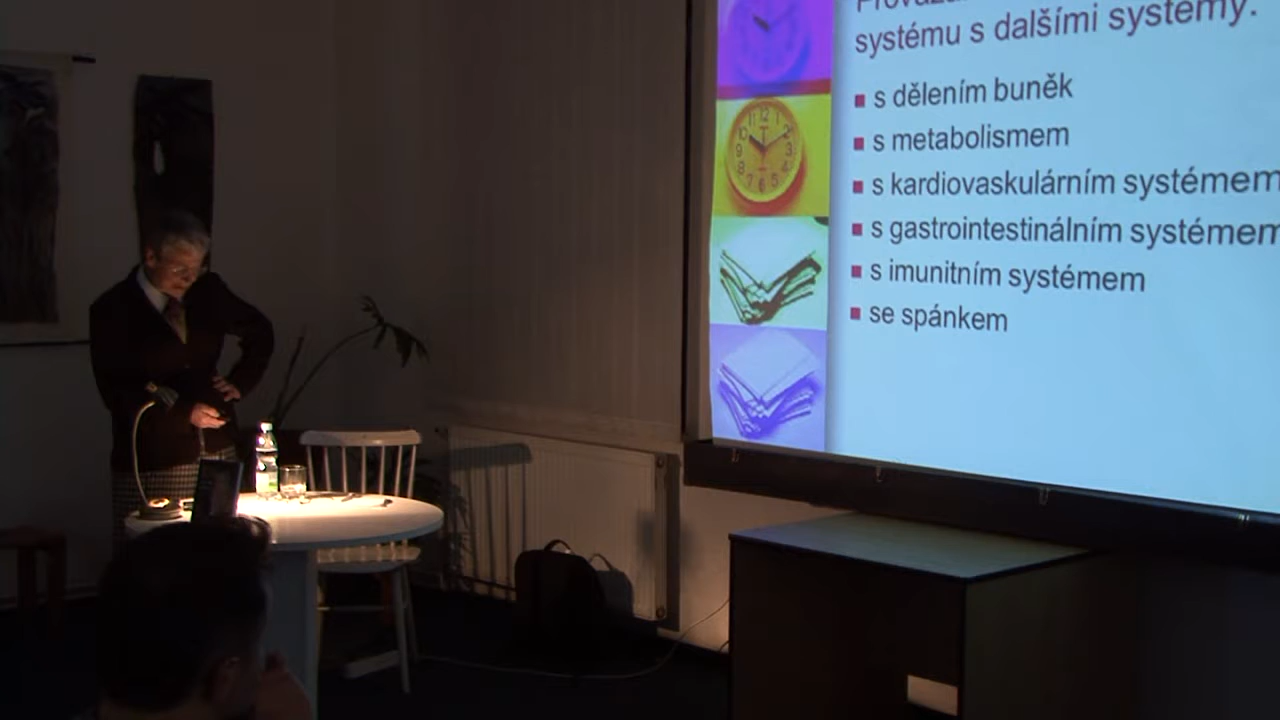 systému s dalšími systémy:
s dělením buněk
s metabolismem
s kardiovaskulárním systémem
s gastrointestinálním systémem
s imunitním systémem
se spánkem